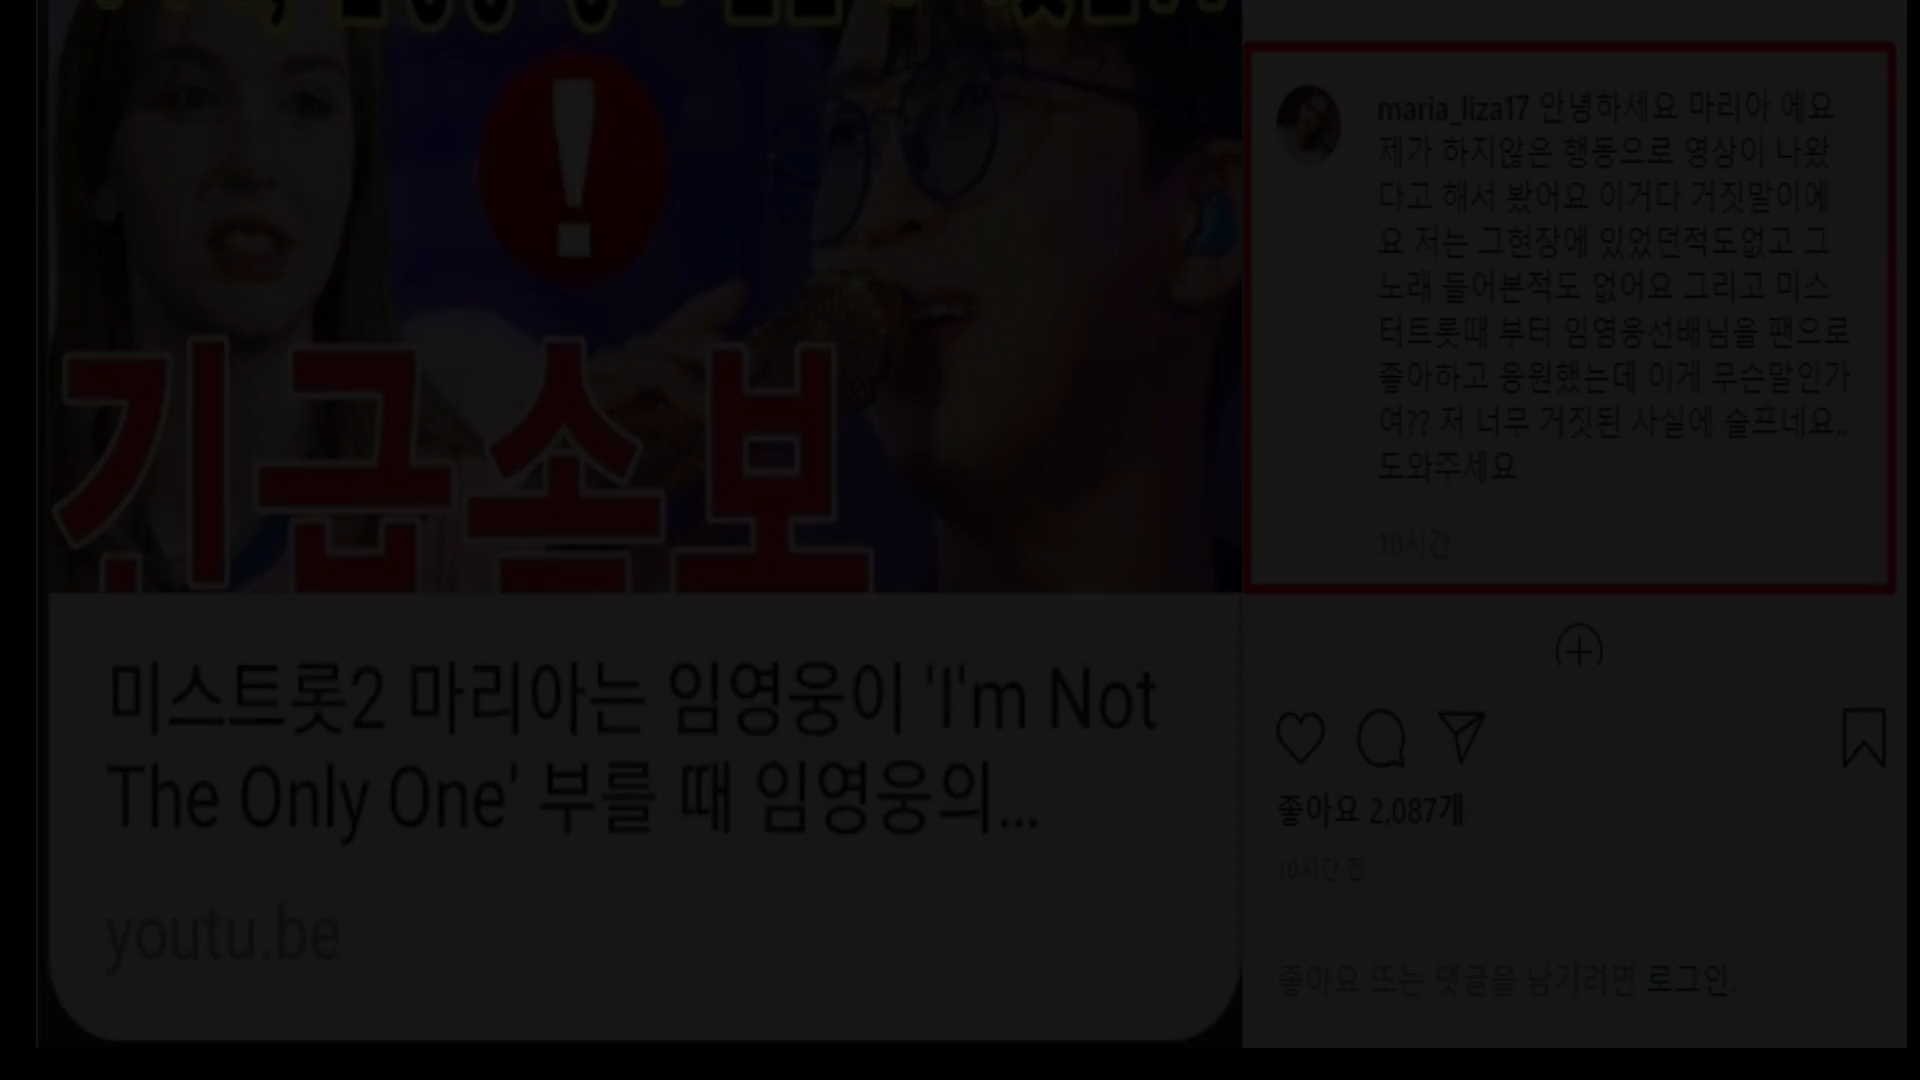 긴급속보
미스트롯2 마리아는 임영웅이 'I'm Not
The Only One' 부를 때 임영웅의...
youtu.be
maria_liza17 안녕하세요 마리아 에요
제가 하지않은 행동으로 영상이 나왔
다고 해서 봤어요 이거다 거짓말이에
요 저는 그현장에 있었던적도없고 그
노래 들어본적도 없어요 그리고 미스
터트롯때 부터 임영웅선배님을 팬으로
좋아하고 응원했는데 이게 무슨말인가
여?? 저 너무 거짓된 사실에 슬프네요..
도와주세요
10시간
좋아요 2,087개
10시간 전
좋아요 또는 댓글을 남기려면 로그인.